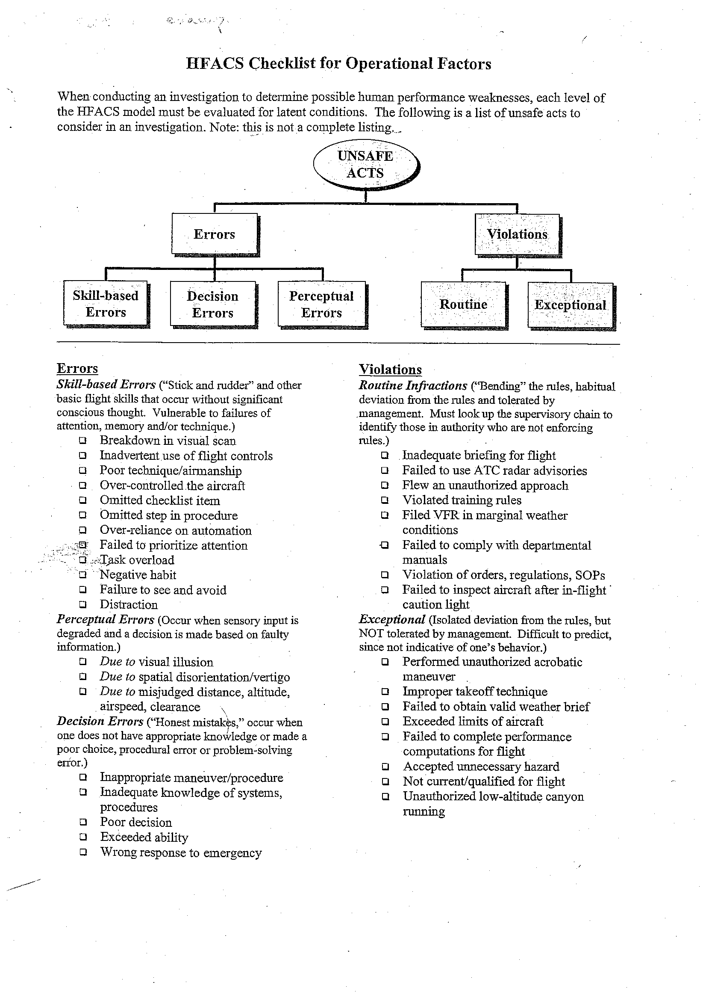 HFACS Checklist for Operational Factors
When conducting an investigation to determine possible human performance weaknesses, each level of
the HFACS model must be evaluated for latent conditions. The following is a list of unsafe acts to
consider in an investigation. Note: this is not a complete listing.
UNSAFE
ACTS
Errors
Violations
Skill-based
Errors
Decision
Errors
Perceptual
Errors
Routine
Exceptional
Errors
Skill-based Errors (“Stick and rudder” and other
basic flight skills that occur without significant
conscious thought. Vulnerable to failures of
attention, memory and/or technique.)
❑ Breakdown in visual scan
❑ Inadvertent use of flight controls
❑ Poor technique/airmanship
❑ Over-controlled the aircraft
❑ Omitted checklist item
❑ Omitted step in procedure
❑ Over-reliance on automation
❑ Failed to prioritize attention
❑ Task overload
❑ Negative habit
❑ Failure to see and avoid
❑ Distraction
Perceptual Errors (Occur when sensory input is
degraded and a decision is made based on faulty
information.)
❑ Due to visual illusion
❑ Due to spatial disorientation/vertigo
❑ Due to misjudged distance, altitude,
airspeed, clearance
Decision Errors (“Honest mistakes,” occur when
one does not have appropriate knowledge or made a
poor choice, procedural error or problem-solving
error.)
❑ Inappropriate maneuver/procedure
❑ Inadequate knowledge of systems,
procedures
❑ Poor decision
❑ Exceeded ability
❑ Wrong response to emergency
Violations
Routine Infractions (“Bending” the rules, habitual
deviation from the rules and tolerated by
management. Must look up the supervisory chain to
identify those in authority who are not enforcing
rules.)
❑ Inadequate briefing for flight
❑ Failed to use ATC radar advisories
❑ Flew an unauthorized approach
❑ Violated training rules
❑ Filed VFR in marginal weather
conditions
❑ Failed to comply with departmental
manuals
❑ Violation of orders, regulations, SOPs
❑ Failed to inspect aircraft after in-flight
caution light
Exceptional (Isolated deviation from the rules, but
NOT tolerated by management. Difficult to predict,
since not indicative of one’s behavior.)
❑ Performed unauthorized acrobatic
maneuver
❑ Improper takeoff technique
❑ Failed to obtain valid weather brief
❑ Exceeded limits of aircraft
❑ Failed to complete performance
computations for flight
❑ Accepted unnecessary hazard
❑ Not current/qualified for flight
❑ Unauthorized low-altitude canyon
running